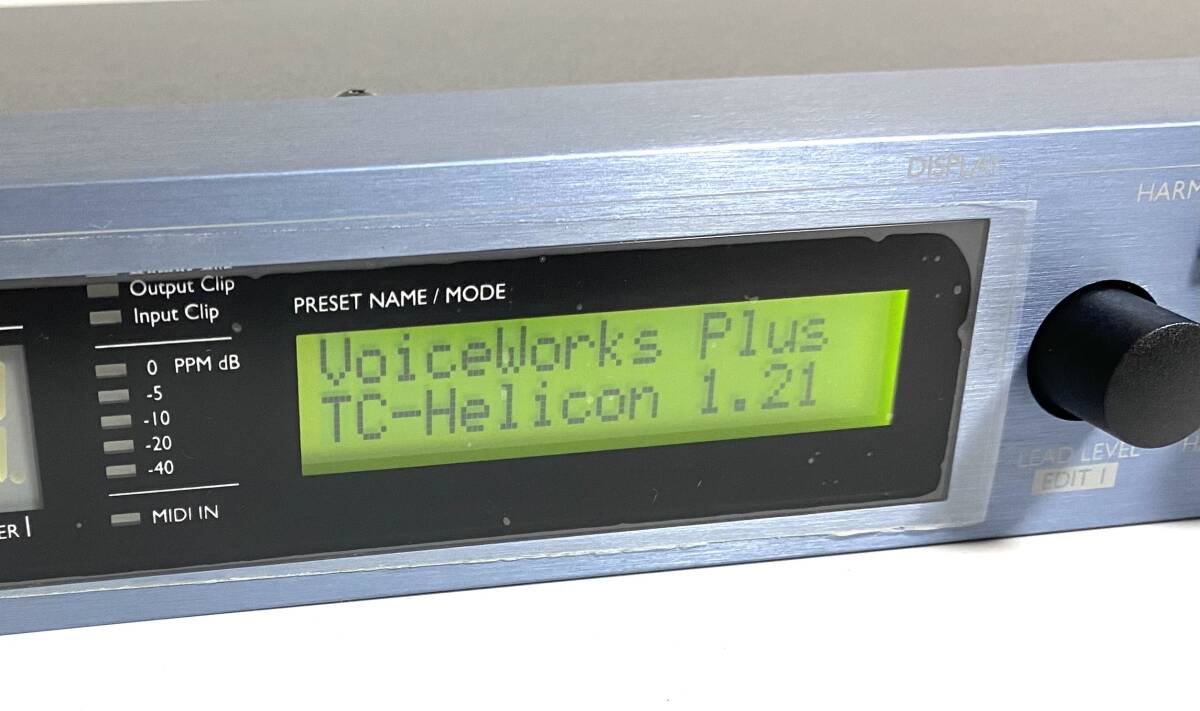 DISPLAY
Output Clip
Input Clip
0 PPM dB
-5
-10
-20
-40
MIDI IN
PRESET NAME / MODE
VoiceWorks Plus
TC-Helicon 1.21
LEAD LEVEL
EDIT 1